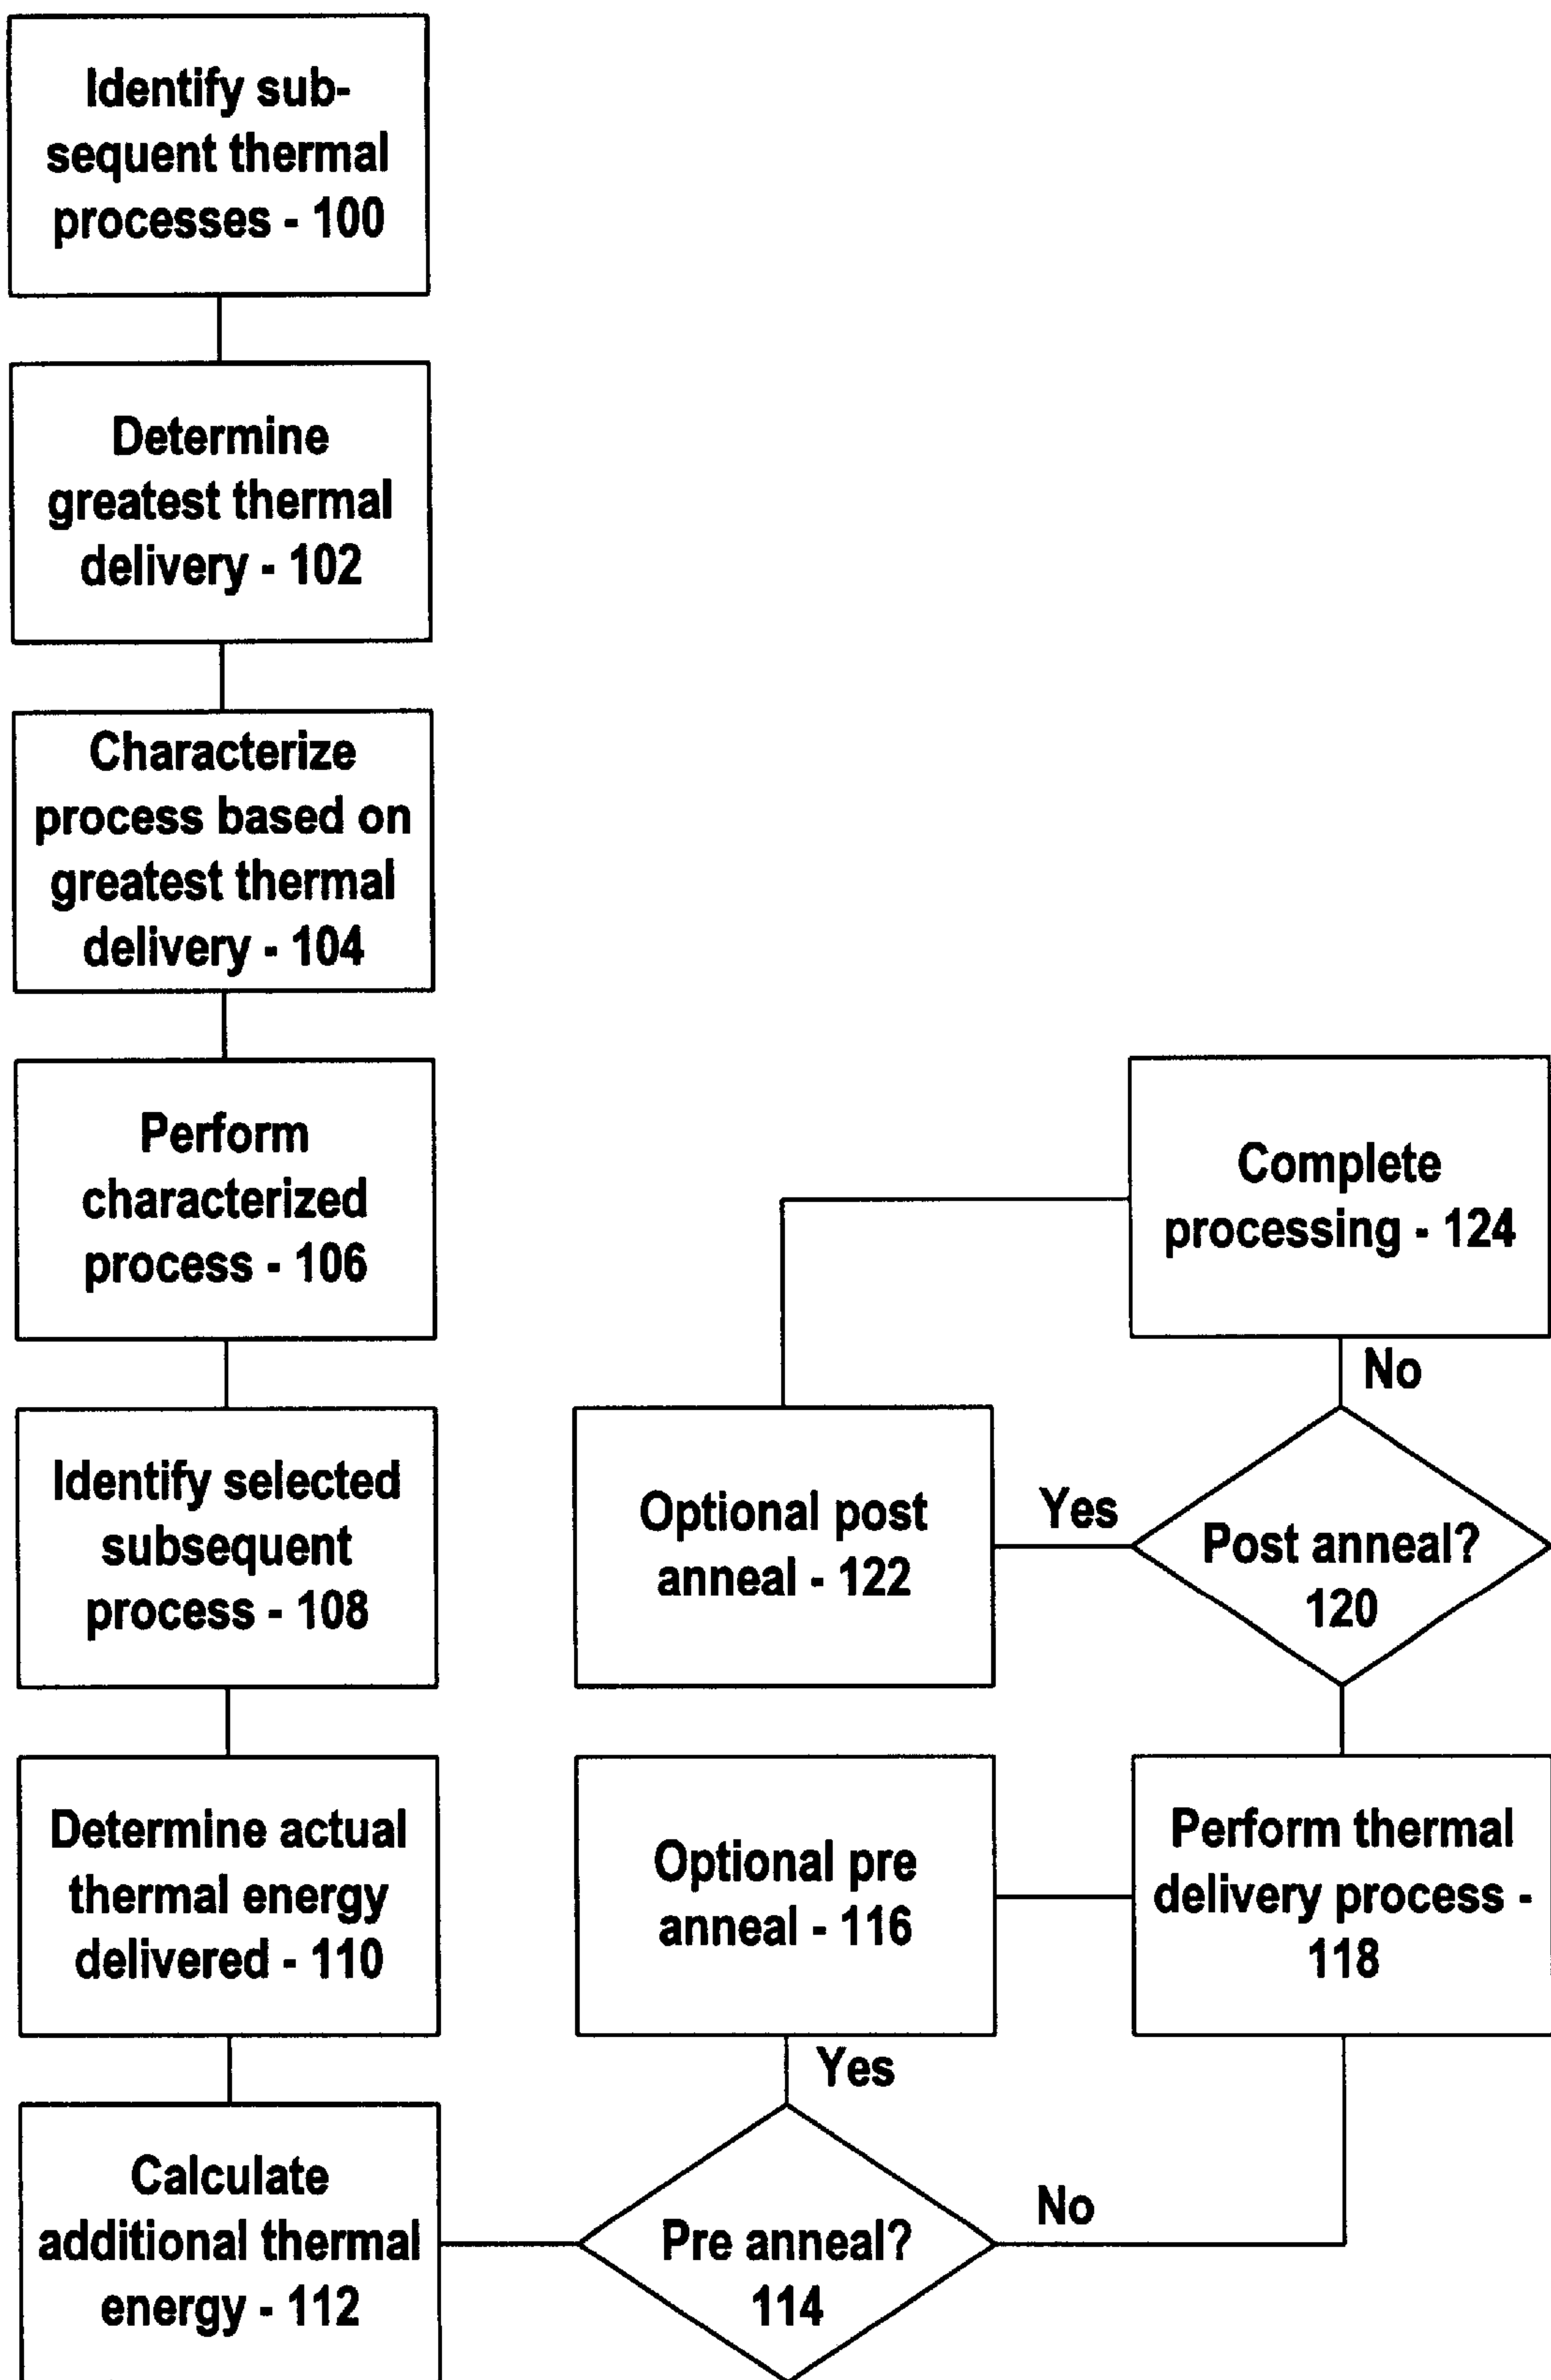 Identify sub-
sequent thermal
processes - 100
Determine
greatest thermal
delivery - 102
Characterize
process based on
greatest thermal
delivery - 104
Perform
characterized
process - 106
Identify selected
subsequent
process - 108
Determine actual
thermal energy
delivered - 110
Calculate
additional thermal
energy - 112
Pre anneal?
114
Yes
No
Optional pre
anneal - 116
Perform thermal
delivery process -
118
Post anneal?
120
Yes
No
Optional post
anneal - 122
Complete
processing - 124